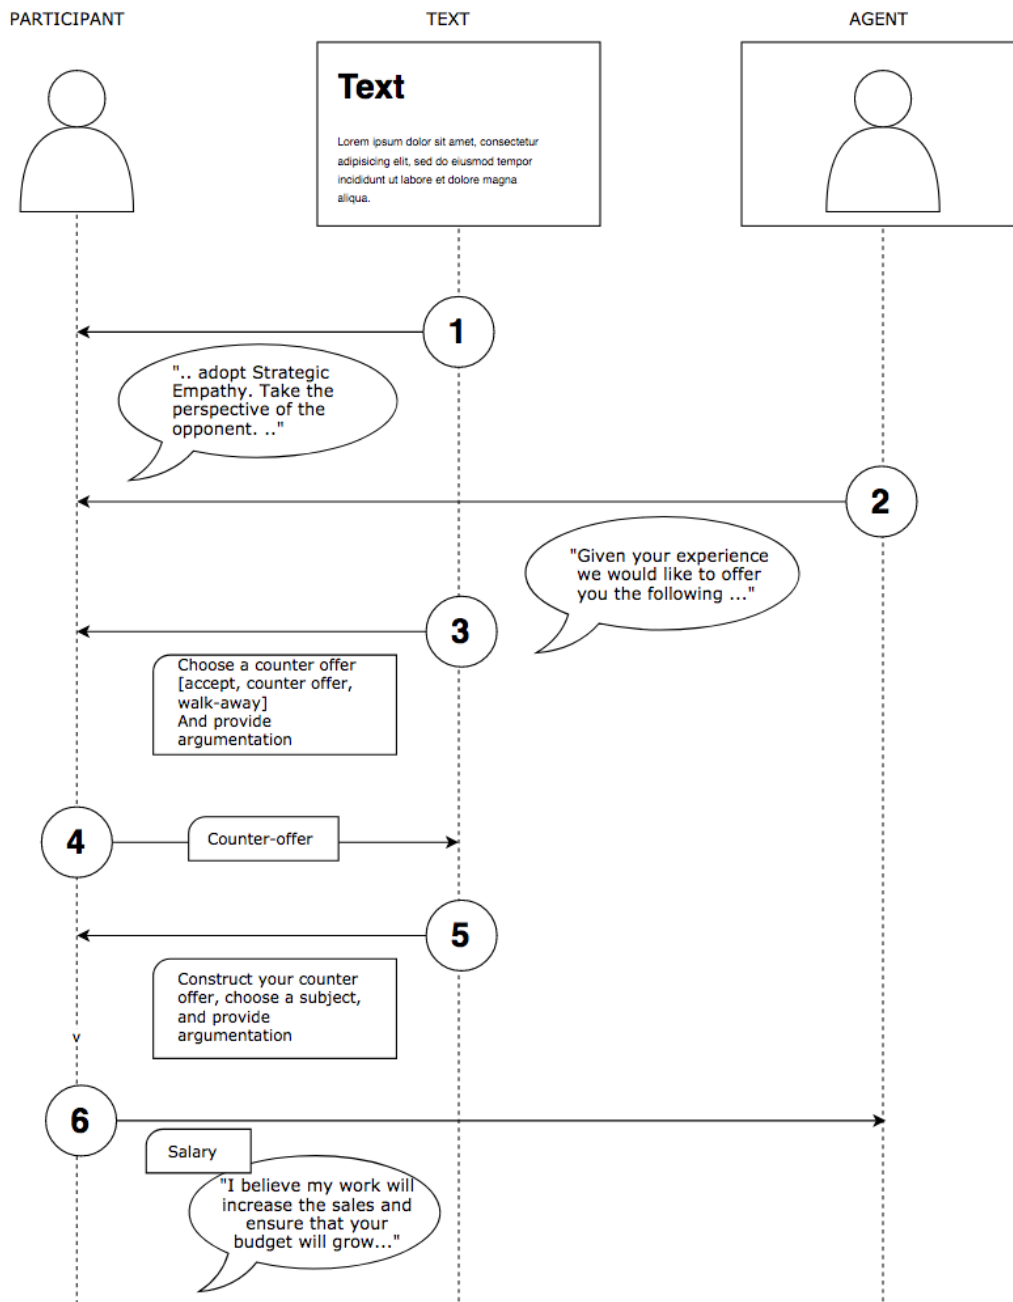 PARTICIPANT
TEXT
AGENT
Text
Lorem ipsum dolor sit amet, consectetur
adipisicing elit, sed do eiusmod tempor
incididunt ut labore et dolore magna
aliqua.
1
".. adopt Strategic
Empathy. Take the
perspective of the
opponent. .."
2
"Given your experience
we would like to offer
you the following ..."
3
Choose a counter offer
[accept, counter offer,
walk-away]
And provide
argumentation
4
Counter-offer
5
Construct your counter
offer, choose a subject,
and provide
argumentation
v
6
Salary
"I believe my work will
increase the sales and
ensure that your
budget will grow..."